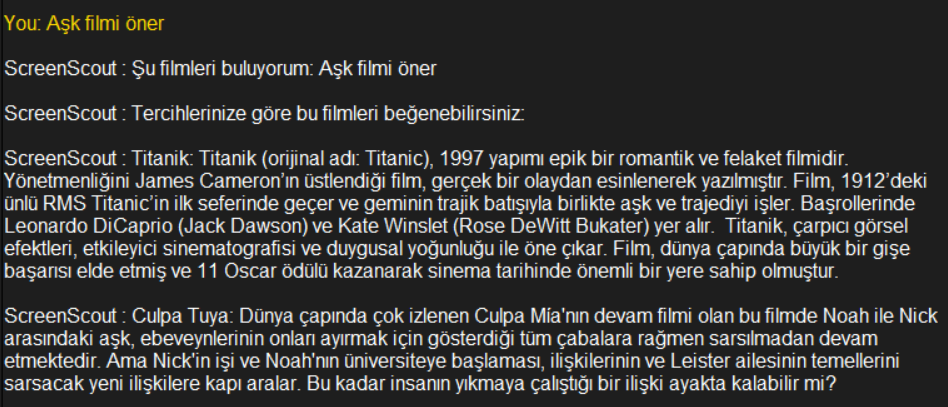 You: Aşk filmi öner
ScreenScout : Şu filmleri buluyorum: Aşk filmi öner
ScreenScout : Tercihlerinize göre bu filmleri beğenebilirsiniz:
ScreenScout : Titanik: Titanik (orijinal adı: Titanic), 1997 yapımı epik bir romantik ve felaket filmidir.
Yönetmenliğini James Cameron’ın üstlendiği film, gerçek bir olaydan esinlenerek yazılmıştır. Film, 1912’deki
ünlü RMS Titanic’in ilk seferinde geçer ve geminin trajik batışıyla birlikte aşk ve trajediyi işler. Başrollerinde
Leonardo DiCaprio (Jack Dawson) ve Kate Winslet (Rose DeWitt Bukater) yer alır.  Titanik, çarpıcı görsel
efektleri, etkileyici sinematografisi ve duygusal yoğunluğu ile öne çıkar. Film, dünya çapında büyük bir gişe
başarısı elde etmiş ve 11 Oscar ödülü kazanarak sinema tarihinde önemli bir yere sahip olmuştur.
ScreenScout : Culpa Tuya: Dünya çapında çok izlenen Culpa Mía'nın devam filmi olan bu filmde Noah ile Nick
arasındaki aşk, ebeveynlerinin onları ayırmak için gösterdiği tüm çabalara rağmen sarsılmadan devam
etmektedir. Ama Nick'in işi ve Noah'nın üniversiteye başlaması, ilişkilerinin ve Leister ailesinin temellerini
sarsacak yeni ilişkilere kapı aralar. Bu kadar insanın yıkmaya çalıştığı bir ilişki ayakta kalabilir mi?